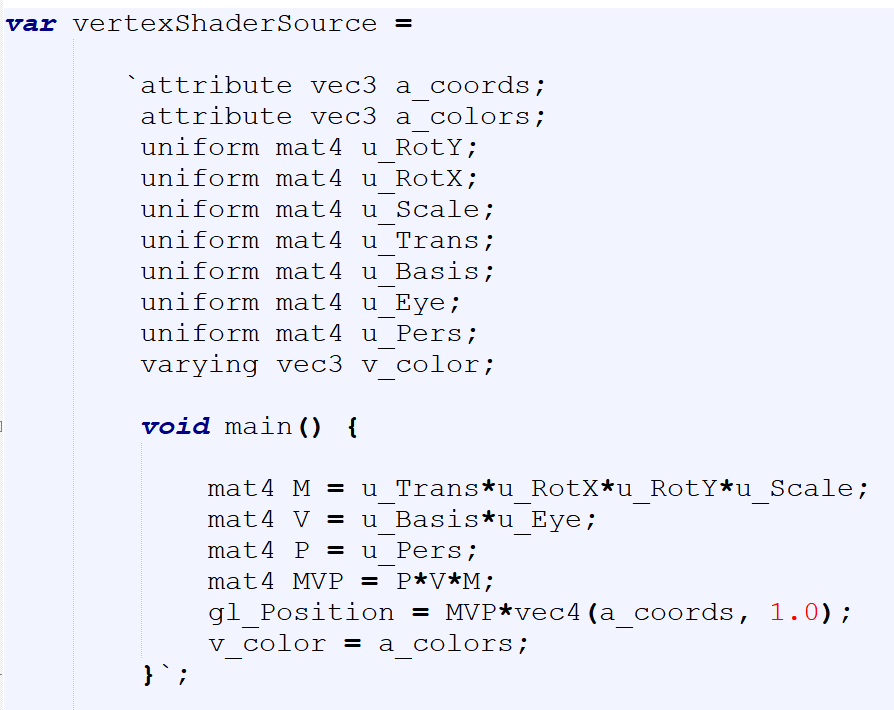 var vertexShaderSource =
`attribute vec3 a_coords;
attribute vec3 a_colors;
uniform mat4 u_RotY;
uniform mat4 u_RotX;
uniform mat4 u_Scale;
uniform mat4 u_Trans;
uniform mat4 u_Basis;
uniform mat4 u_Eye;
uniform mat4 u_Pers;
varying vec3 v_color;
void main() {
mat4 M = u_Trans*u_RotX*u_RotY*u_Scale;
mat4 V = u_Basis*u_Eye;
mat4 P = u_Pers;
mat4 MVP = P*V*M;
gl_Position = MVP*vec4(a_coords, 1.0);
v_color = a_colors;
}`;